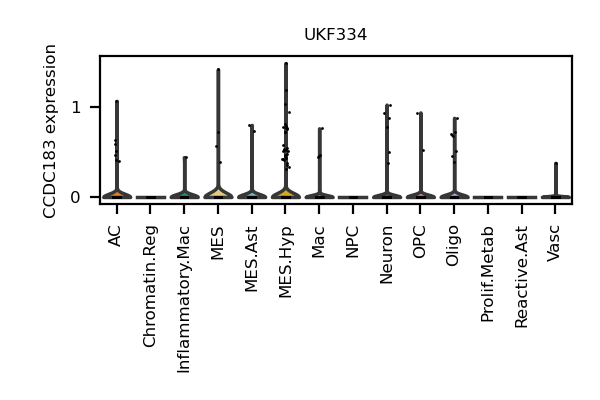 UKF334
CCDC183 expression
1
0
AC
Chromatin.Reg
Inflammatory.Mac
MES
MES.Ast
MES.Hyp
Mac
NPC
Neuron
OPC
Oligo
Prolif.Metab
Reactive.Ast
Vasc